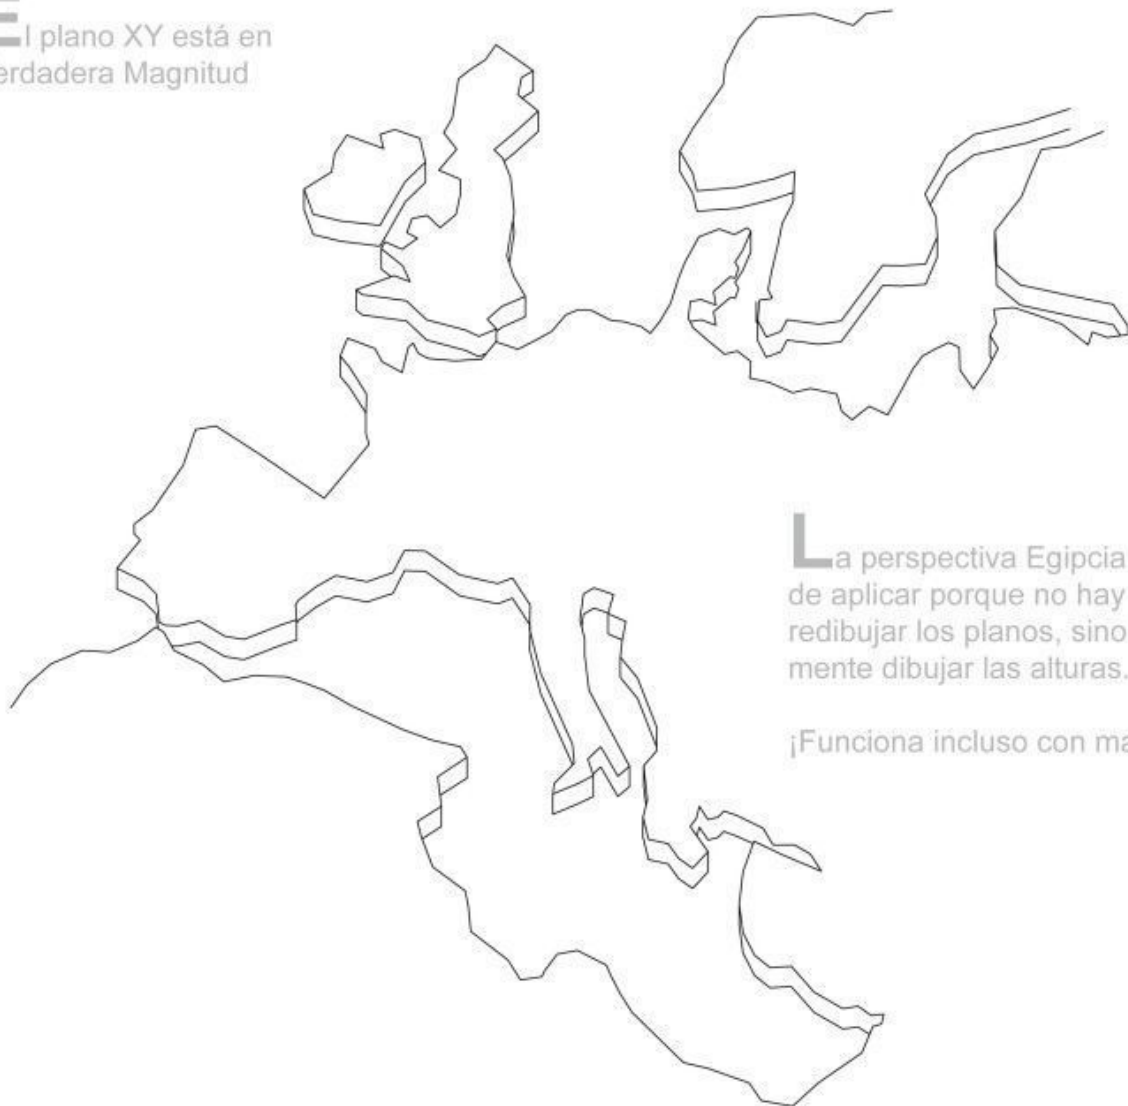 El plano XY está en
erdadera Magnitud
La perspectiva Egipcia
de aplicar porque no hay
redibujar los planos, sino
mente dibujar las alturas.
¡Funciona incluso con ma